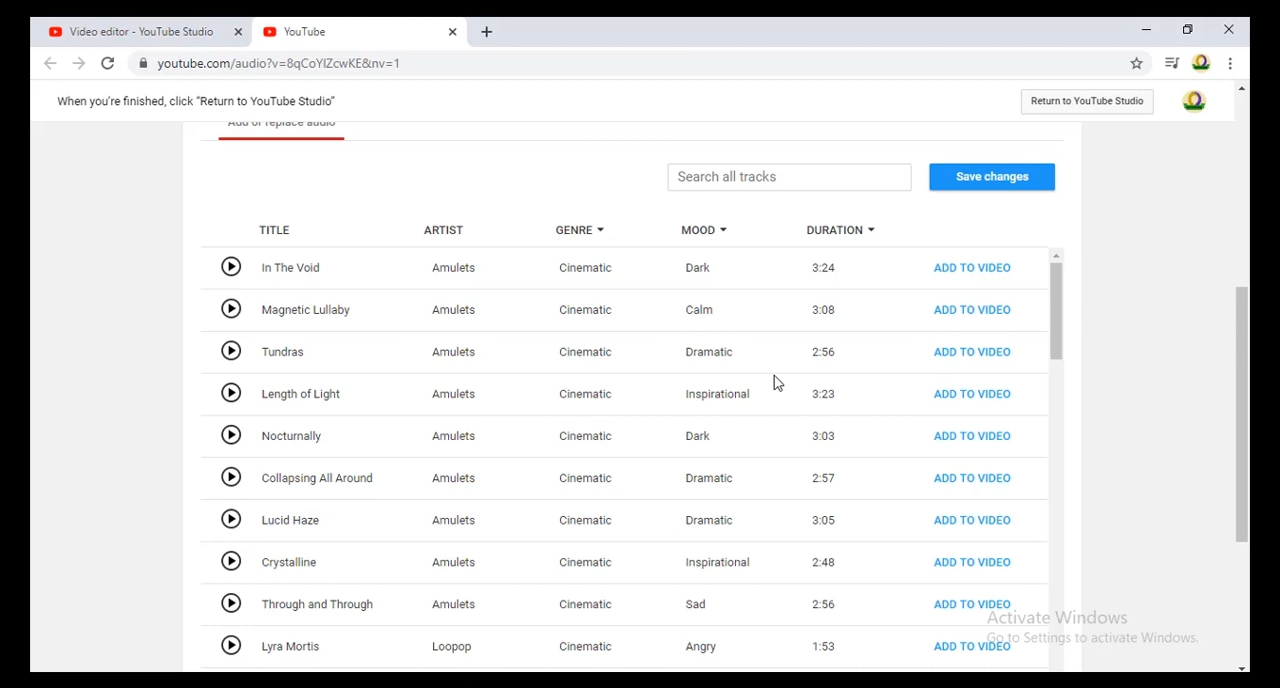 Video editor - YouTube Studio
YouTube
youtube.com/audio?v=8qCoYlZcwKE&nv=1
When you're finished, click "Return to YouTube Studio"
Return to YouTube Studio
Add or replace audio
Search all tracks
Save changes
TITLE ARTIST GENRE MOOD DURATION
In The Void Amulets Cinematic Dark 3:24 ADD TO VIDEO
Magnetic Lullaby Amulets Cinematic Calm 3:08 ADD TO VIDEO
Tundras Amulets Cinematic Dramatic 2:56 ADD TO VIDEO
Length of Light Amulets Cinematic Inspirational 3:23 ADD TO VIDEO
Nocturnally Amulets Cinematic Dark 3:03 ADD TO VIDEO
Collapsing All Around Amulets Cinematic Dramatic 2:57 ADD TO VIDEO
Lucid Haze Amulets Cinematic Dramatic 3:05 ADD TO VIDEO
Crystalline Amulets Cinematic Inspirational 2:48 ADD TO VIDEO
Through and Through Amulets Cinematic Sad 2:56 ADD TO VIDEO
Lyra Mortis Loopop Cinematic Angry 1:53 ADD TO VIDEO
Activate Windows
Go to Settings to activate Windows.